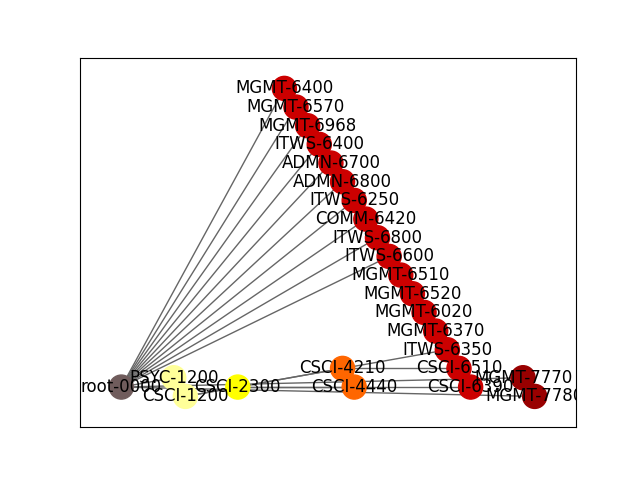 MGMT-6400
MGMT-6570
MGMT-6968
ITWS-6400
ADMN-6700
ADMN-6800
ITWS-6250
COMM-6420
ITWS-6800
ITWS-6600
MGMT-6510
MGMT-6520
MGMT-6020
MGMT-6370
ITWS-6350
CSCI-4210
CSCI-6510
PSYC-1200
MGMT-7770
root-0000
CSCI-2300
CSCI-4440
CSCI-6390
CSCI-1200
MGMT-7780